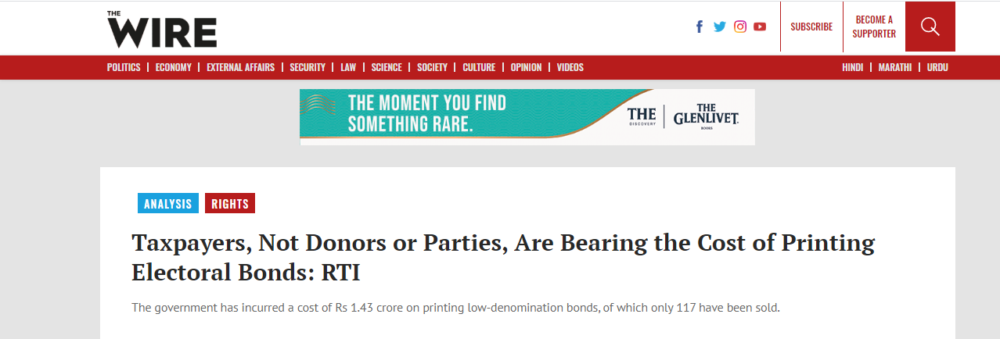 THE
WIRE
SUBSCRIBE
BECOME A
SUPPORTER
POLITICS | ECONOMY | EXTERNAL AFFAIRS | SECURITY | LAW | SCIENCE | SOCIETY | CULTURE | OPINION | VIDEOS
HINDI | MARATHI | URDU
THE MOMENT YOU FIND
SOMETHING RARE.
THE
DISCOVERY
THE
GLENLIVET.
BOOKS
ANALYSIS RIGHTS
Taxpayers, Not Donors or Parties, Are Bearing the Cost of Printing
Electoral Bonds: RTI
The government has incurred a cost of Rs 1.43 crore on printing low-denomination bonds, of which only 117 have been sold.